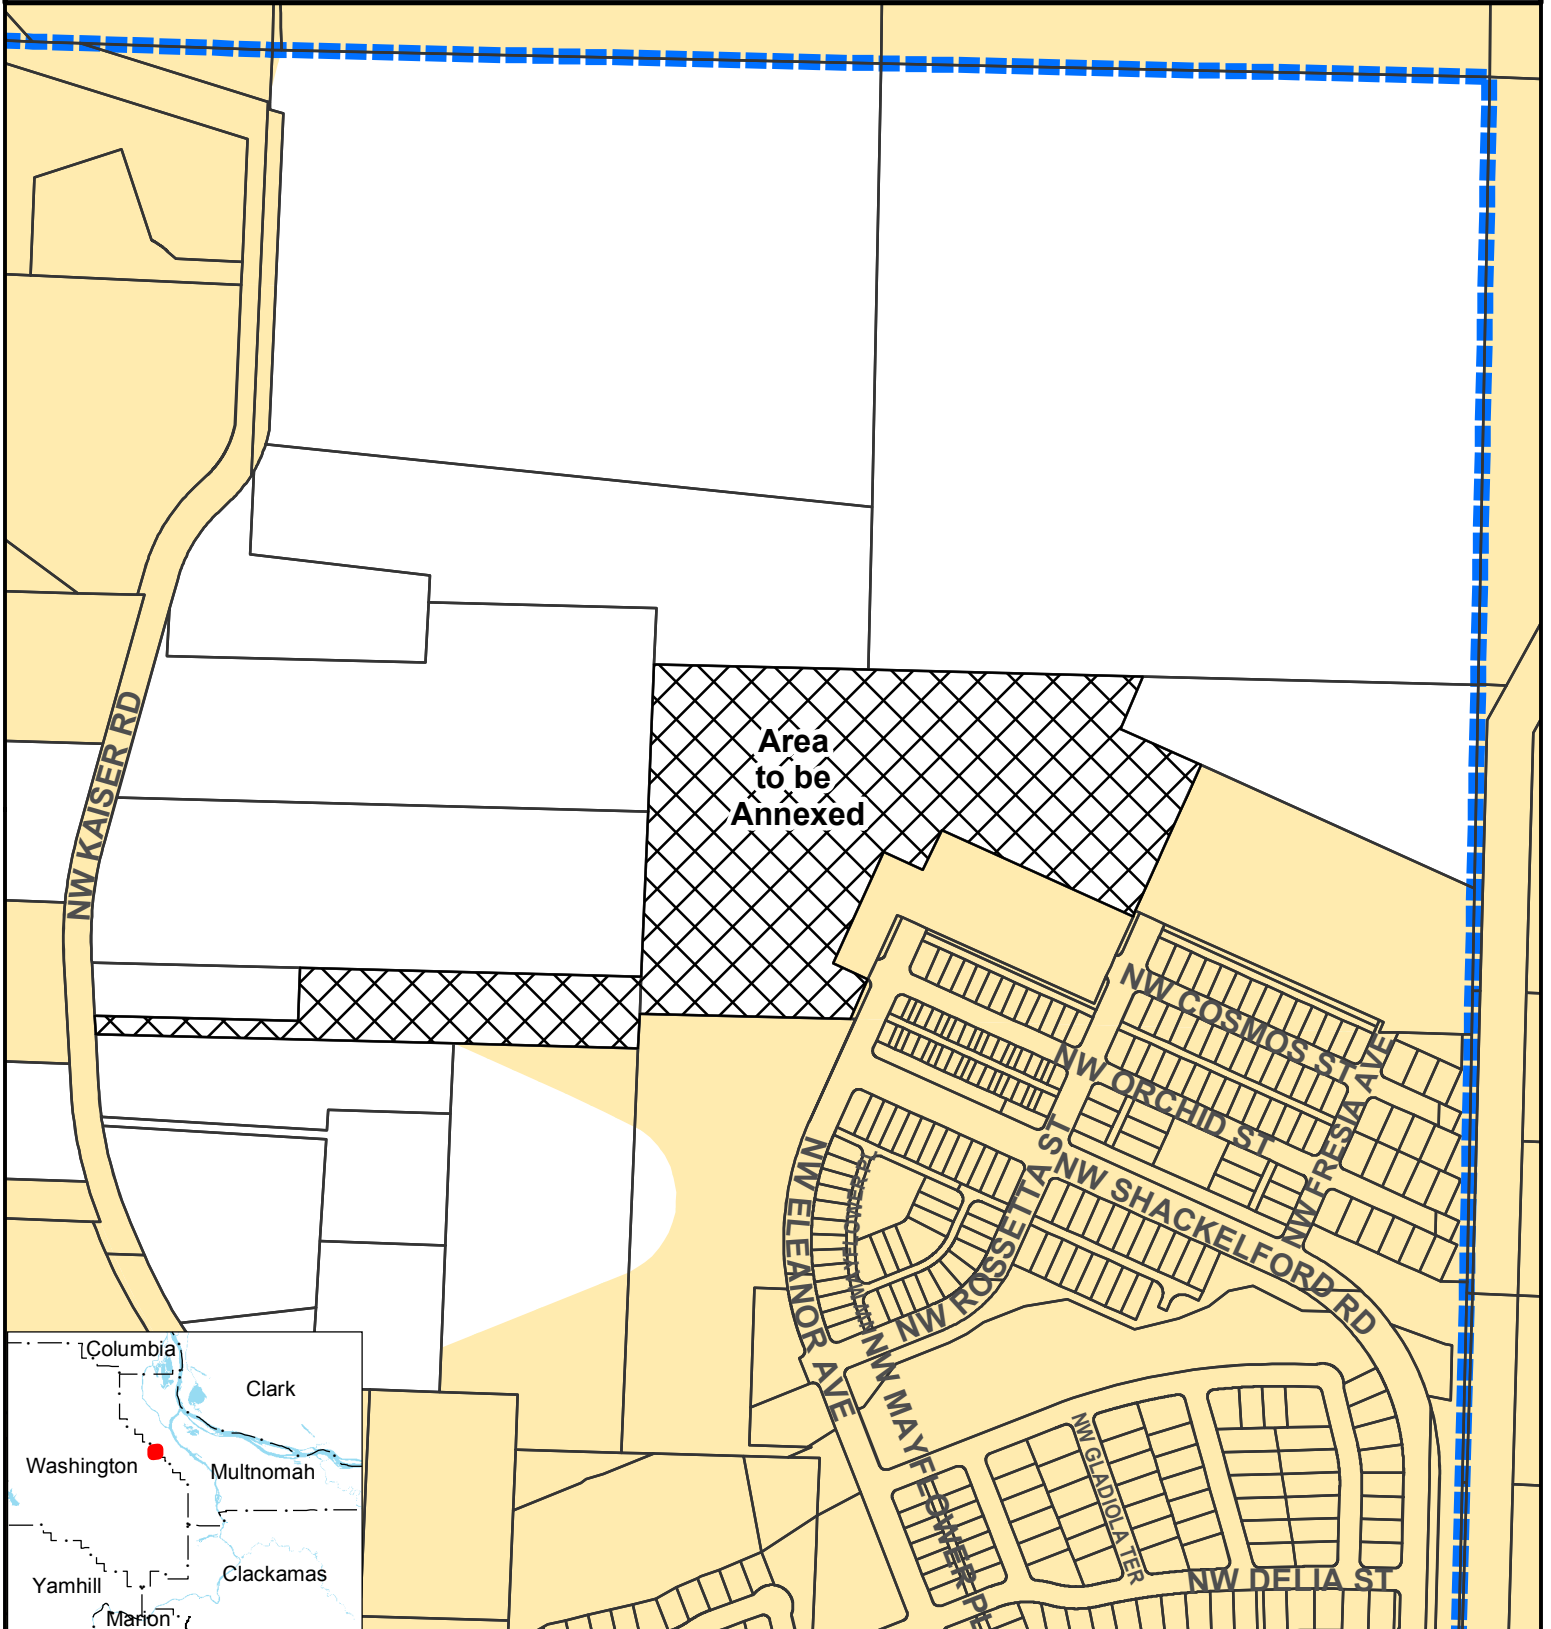 Area
to be
Annexed
NW KAISER RD
NW COSMOS ST
NW ORCHID ST
NW FRESIA AVE
NW SHACKELFORD RD
NW ROSSETTA ST
NW ELEANOR AVE
NW MAYFLOWER PL
NW GLADIOLA TER
NW DELIA ST
Columbia
Clark
Washington
Multnomah
Yamhill
Clackamas
Marion